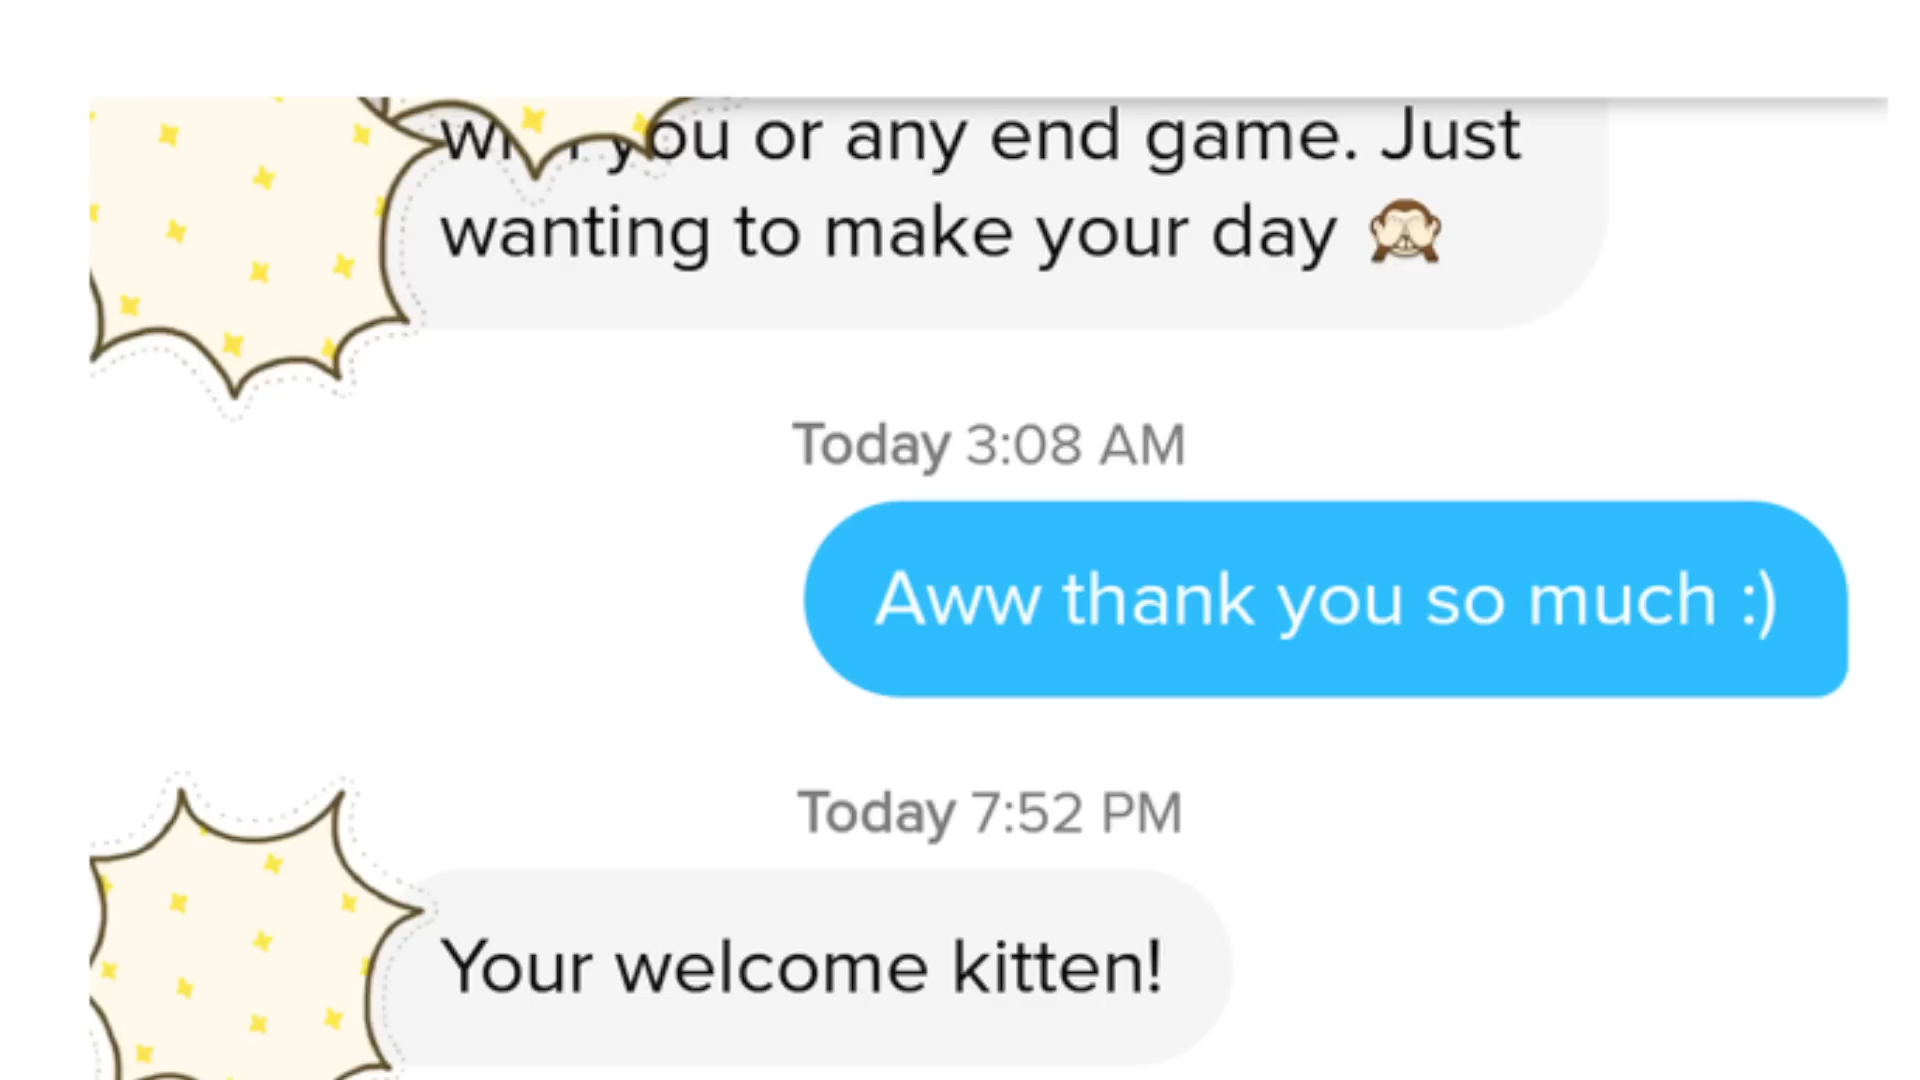 you or any end game. Just
wanting to make your day 🙈
Today 3:08 AM
Aww thank you so much :)
Today 7:52 PM
Your welcome kitten!